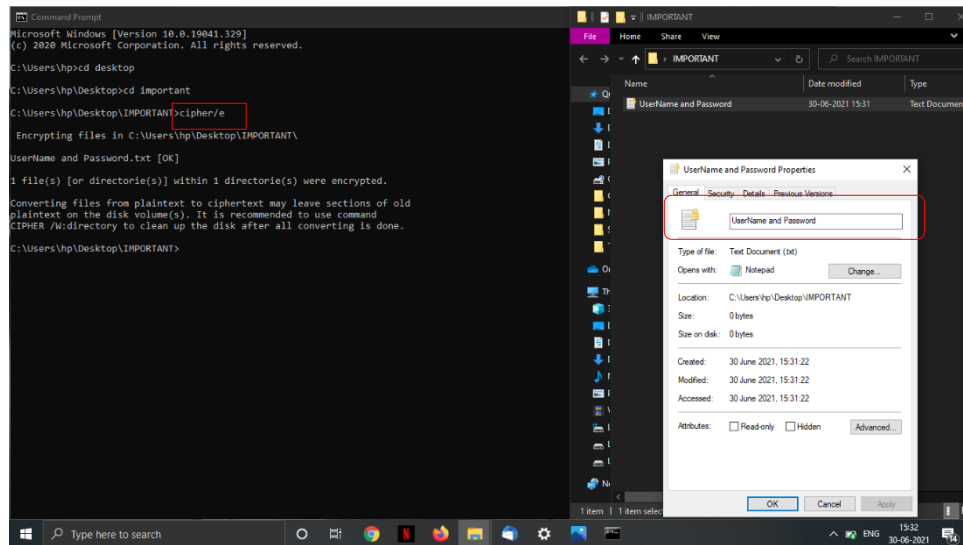 Command Prompt
Microsoft Windows [Version 10.0.19041.329]
(c) 2020 Microsoft Corporation. All rights reserved.
C:\Users\hp>cd desktop
C:\Users\hp\Desktop>cd important
C:\Users\hp\Desktop\IMPORTANT>cipher/e
Encrypting files in C:\Users\hp\Desktop\IMPORTANT\
UserName and Password.txt [OK]
1 file(s) [or directorie(s)] within 1 directorie(s) were encrypted.
Converting files from plaintext to ciphertext may leave sections of old
plaintext on the disk volume(s). It is recommended to use command
CIPHER /W:directory to clean up the disk after all converting is done.
C:\Users\hp\Desktop\IMPORTANT>
IMPORTANT
File Home Share View
IMPORTANT
Search IMPORTANT
Name Date modified Type
UserName and Password 30-06-2021 15:31 Text Documen
UserName and Password Properties
General Security Details Previous Versions
UserName and Password
Type of file: Text Document (txt)
Opens with: Notepad Change...
Location: C:\Users\hp\Desktop\IMPORTANT
Size: 0 bytes
Size on disk: 0 bytes
Created: 30 June 2021, 15:31:22
Modified: 30 June 2021, 15:31:22
Accessed: 30 June 2021, 15:31:22
Attributes: Read-only Hidden Advanced...
OK Cancel Apply
1 item 1 item selec
Type here to search
ENG
15:32
30-06-2021
14